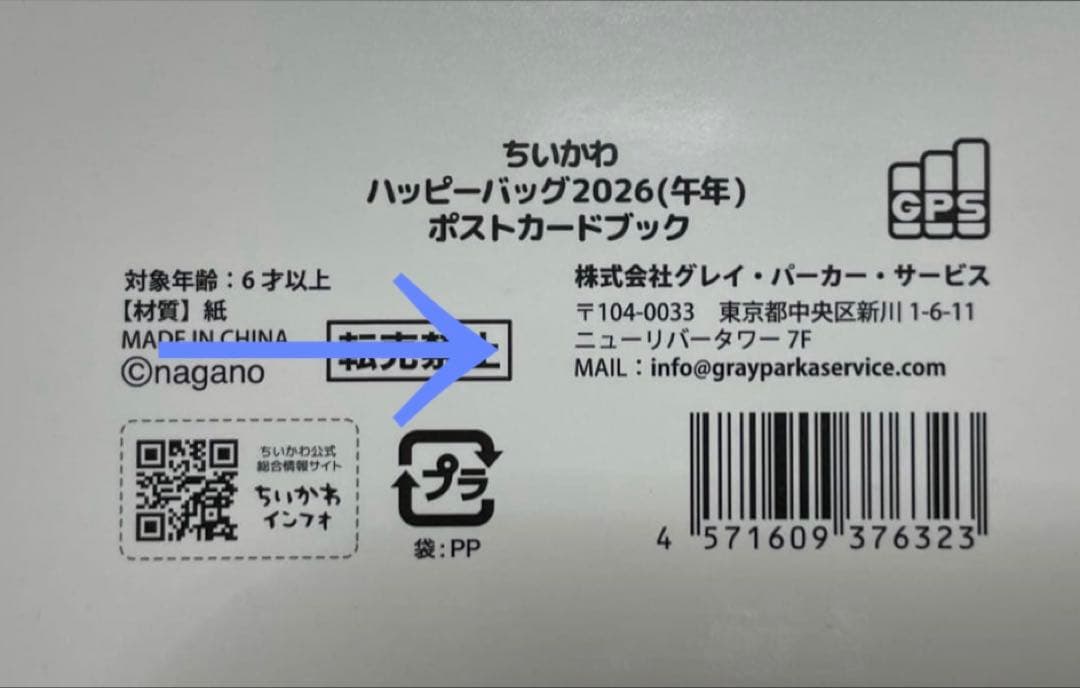 ちいかわ
ハッピーバッグ2026(午年)
ポストカードブック
GPS
対象年齢：6才以上
【材質】紙
MADE IN CHINA
©nagano
転売禁止
株式会社グレイ・パーカー・サービス
〒104-0033 東京都中央区新川1-6-11
ニューリバータワー 7F
MAIL：info@grayparkaservice.com
ちいかわ公式
総合情報サイト
ちいかわ
インフォ
プラ
袋:PP
4 571609 376323